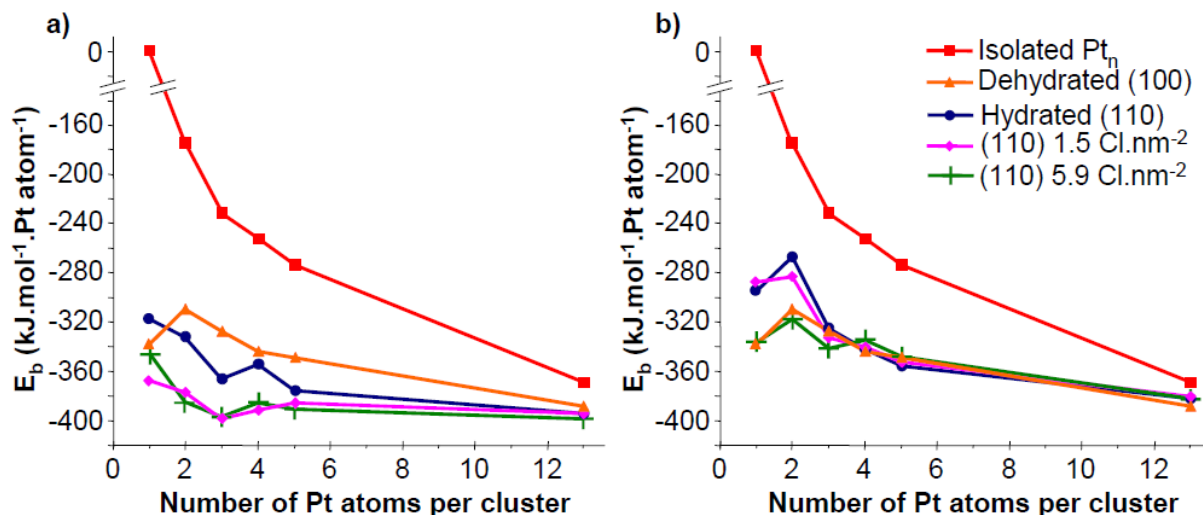 a)
0
-160
-200
-240
-280
-320
-360
-400
E_b (kJ.mol⁻¹.Pt atom⁻¹)
0 2 4 6 8 10 12
Number of Pt atoms per cluster
b)
Isolated Pt_n
Dehydrated (100)
Hydrated (110)
(110) 1.5 Cl.nm⁻²
(110) 5.9 Cl.nm⁻²
0
-160
-200
-240
-280
-320
-360
-400
E_b (kJ.mol⁻¹.Pt atom⁻¹)
0 2 4 6 8 10 12
Number of Pt atoms per cluster